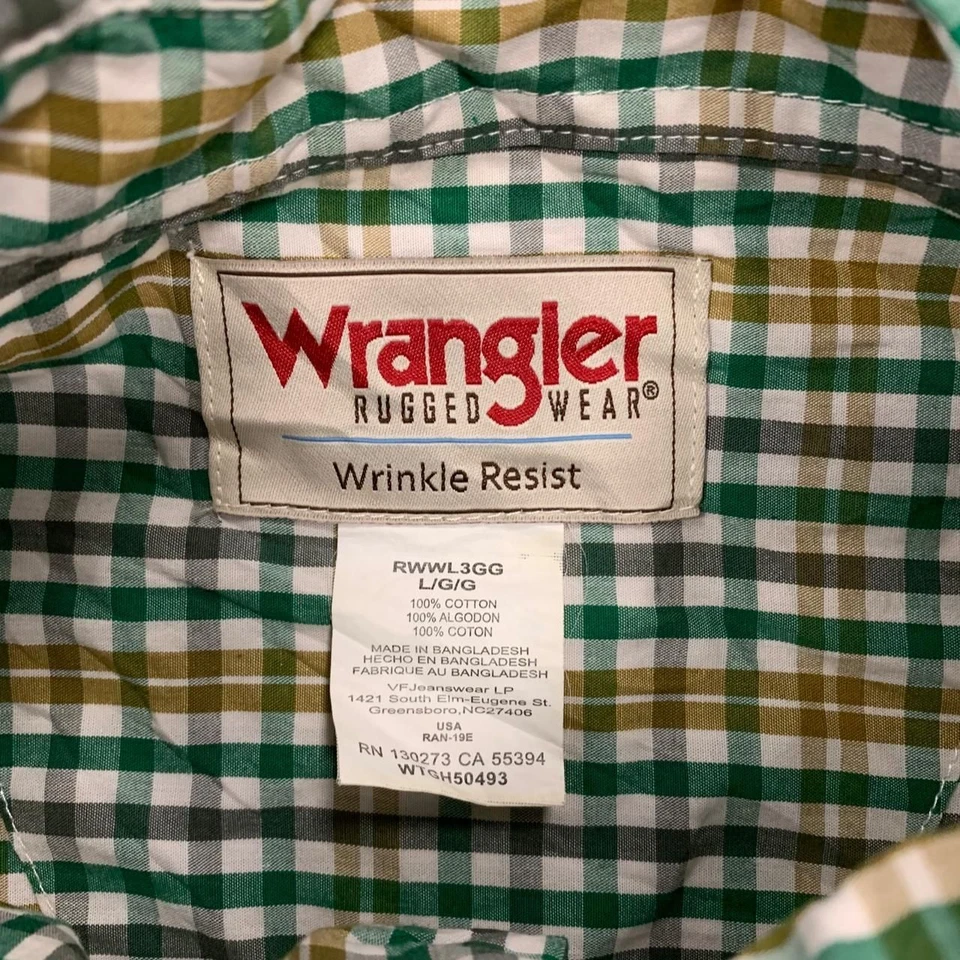 Wrangler
RUGGED WEAR®
Wrinkle Resist
RWWL3GG
L/G/G
100% COTTON
100% ALGODON
100% COTON
MADE IN BANGLADESH
HECHO EN BANGLADESH
FABRIQUE AU BANGLADESH
VFJeanswear LP
1421 South Elm-Eugene St.
Greensboro,NC27406
USA
RAN-19E
RN 130273 CA 55394
WTGH50493